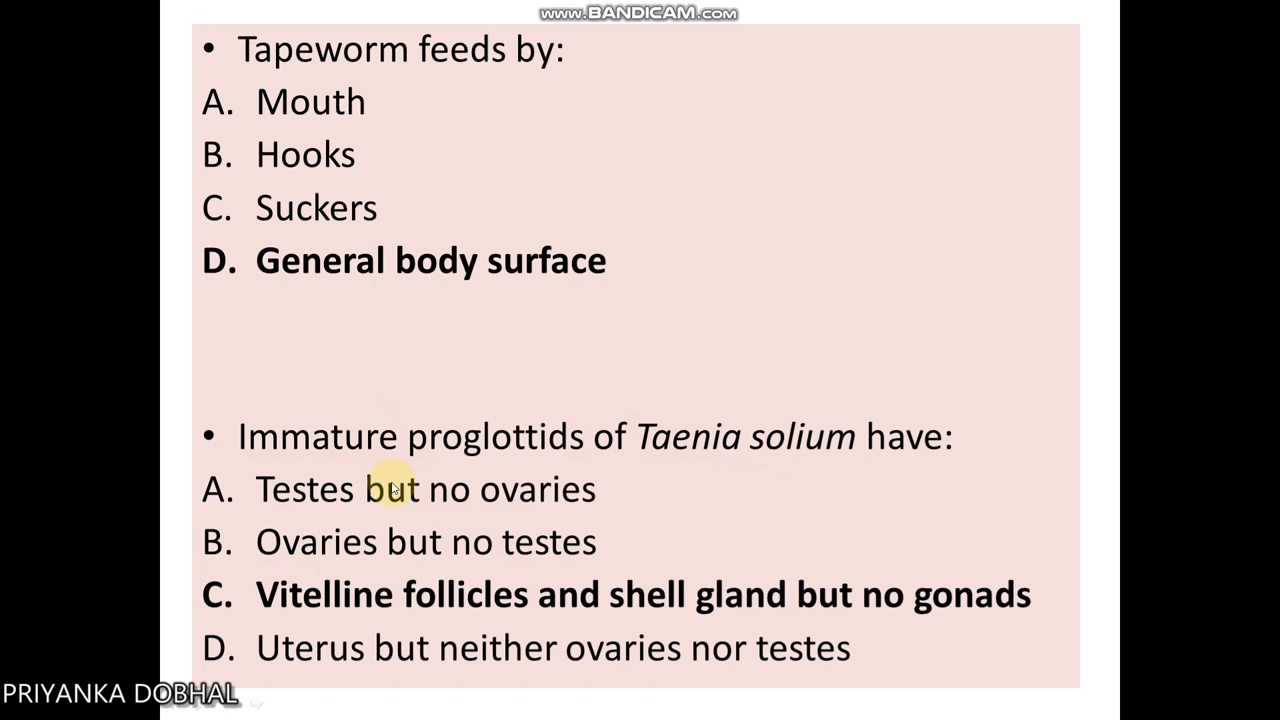 www.BANDICAM.com
• Tapeworm feeds by:
A. Mouth
B. Hooks
C. Suckers
D. General body surface
• Immature proglottids of Taenia solium have:
A. Testes but no ovaries
B. Ovaries but no testes
C. Vitelline follicles and shell gland but no gonads
D. Uterus but neither ovaries nor testes
PRIYANKA DOBHAL